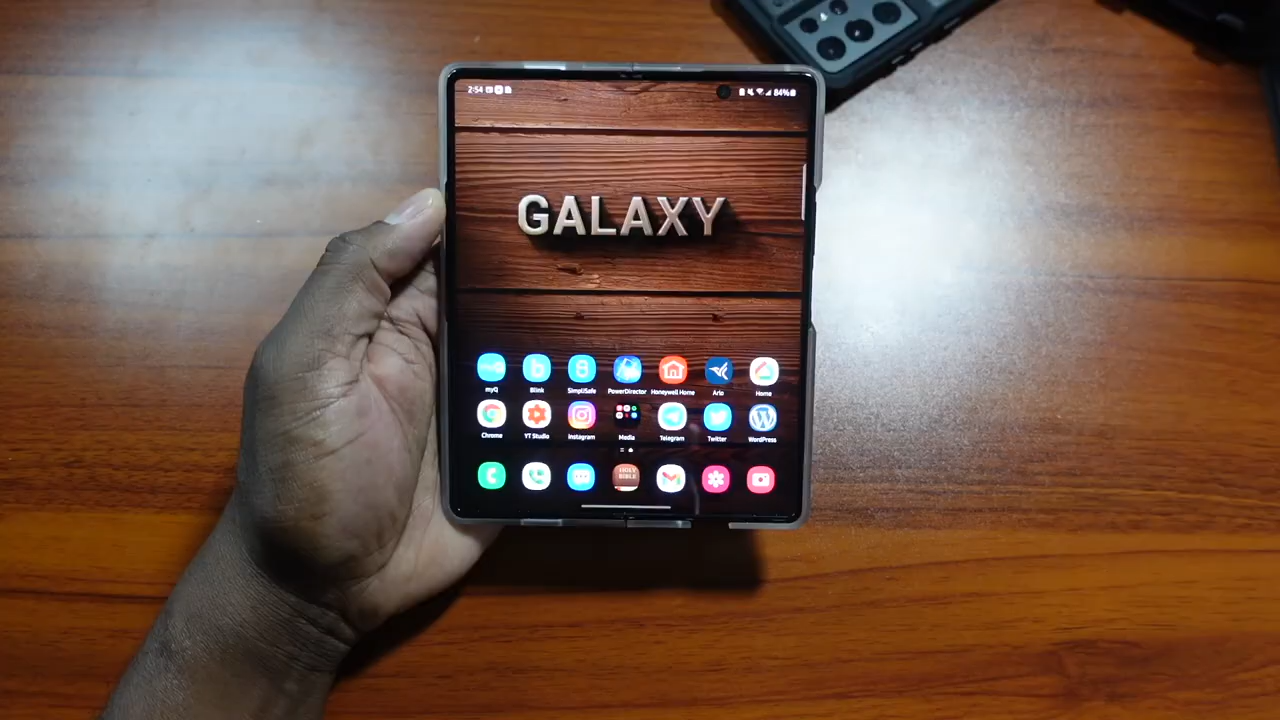 2:54
84%
GALAXY
myQ Blink SimpliSafe PowerDirector Honeywell Home Arlo Home
Chrome YT Studio Instagram Media Telegram Twitter WordPress
HOLY
BIBLE